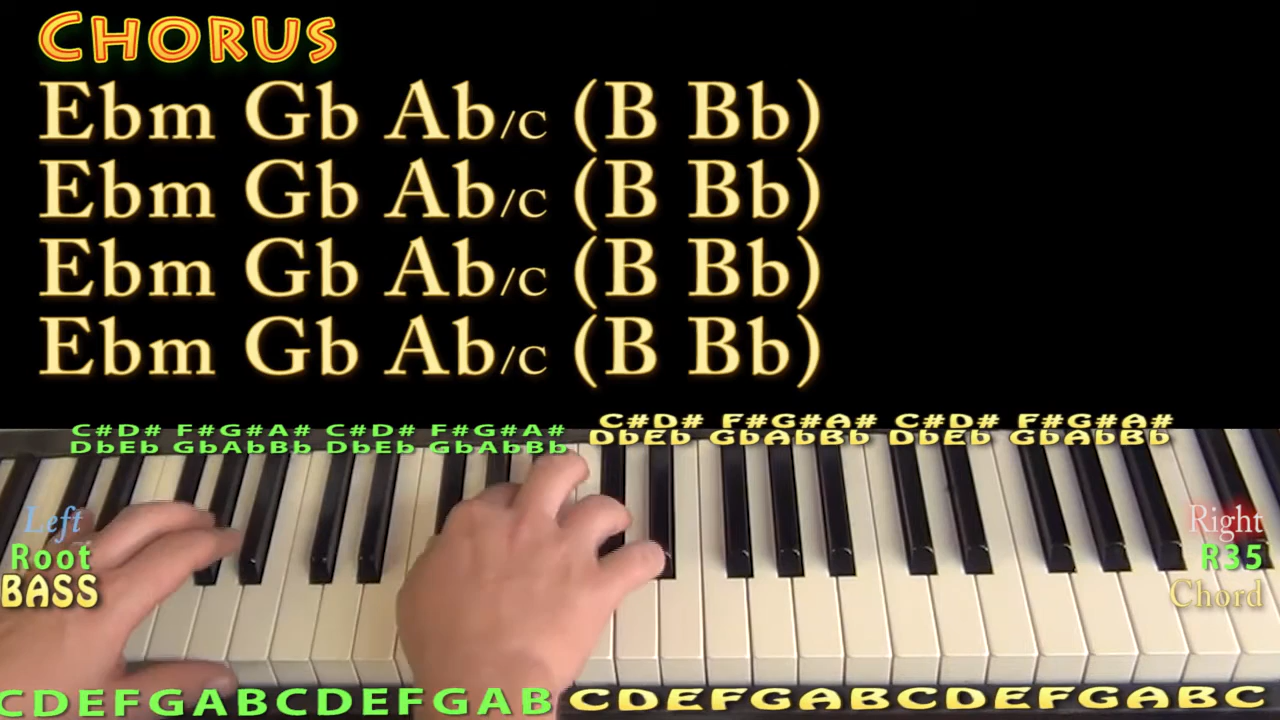 CHORUS
Ebm Gb Ab/C (B Bb)
Ebm Gb Ab/C (B Bb)
Ebm Gb Ab/C (B Bb)
Ebm Gb Ab/C (B Bb)
C#D# F#G#A# C#D# F#G#A# C#D# F#G#A# C#D# F#G#A#
DbEb GbAbBb DbEb GbAbBb DbEb GbAbBb DbEb GbAbBb
Left
Root
BASS
Right
R35
Chord
CDEFGABCDEFGAB CDEFGABCDEFGABC